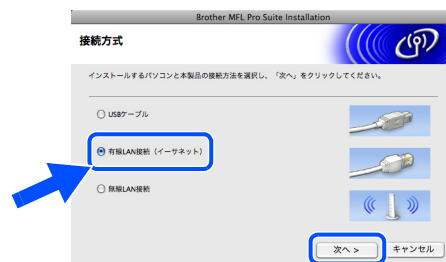 Brother MFL Pro Suite Installation
接続方式
インストールするパソコンと本製品の接続方法を選択し、「次へ」をクリックしてください。
USBケーブル
有線LAN接続（イーサネット）
無線LAN接続
次へ >
キャンセル